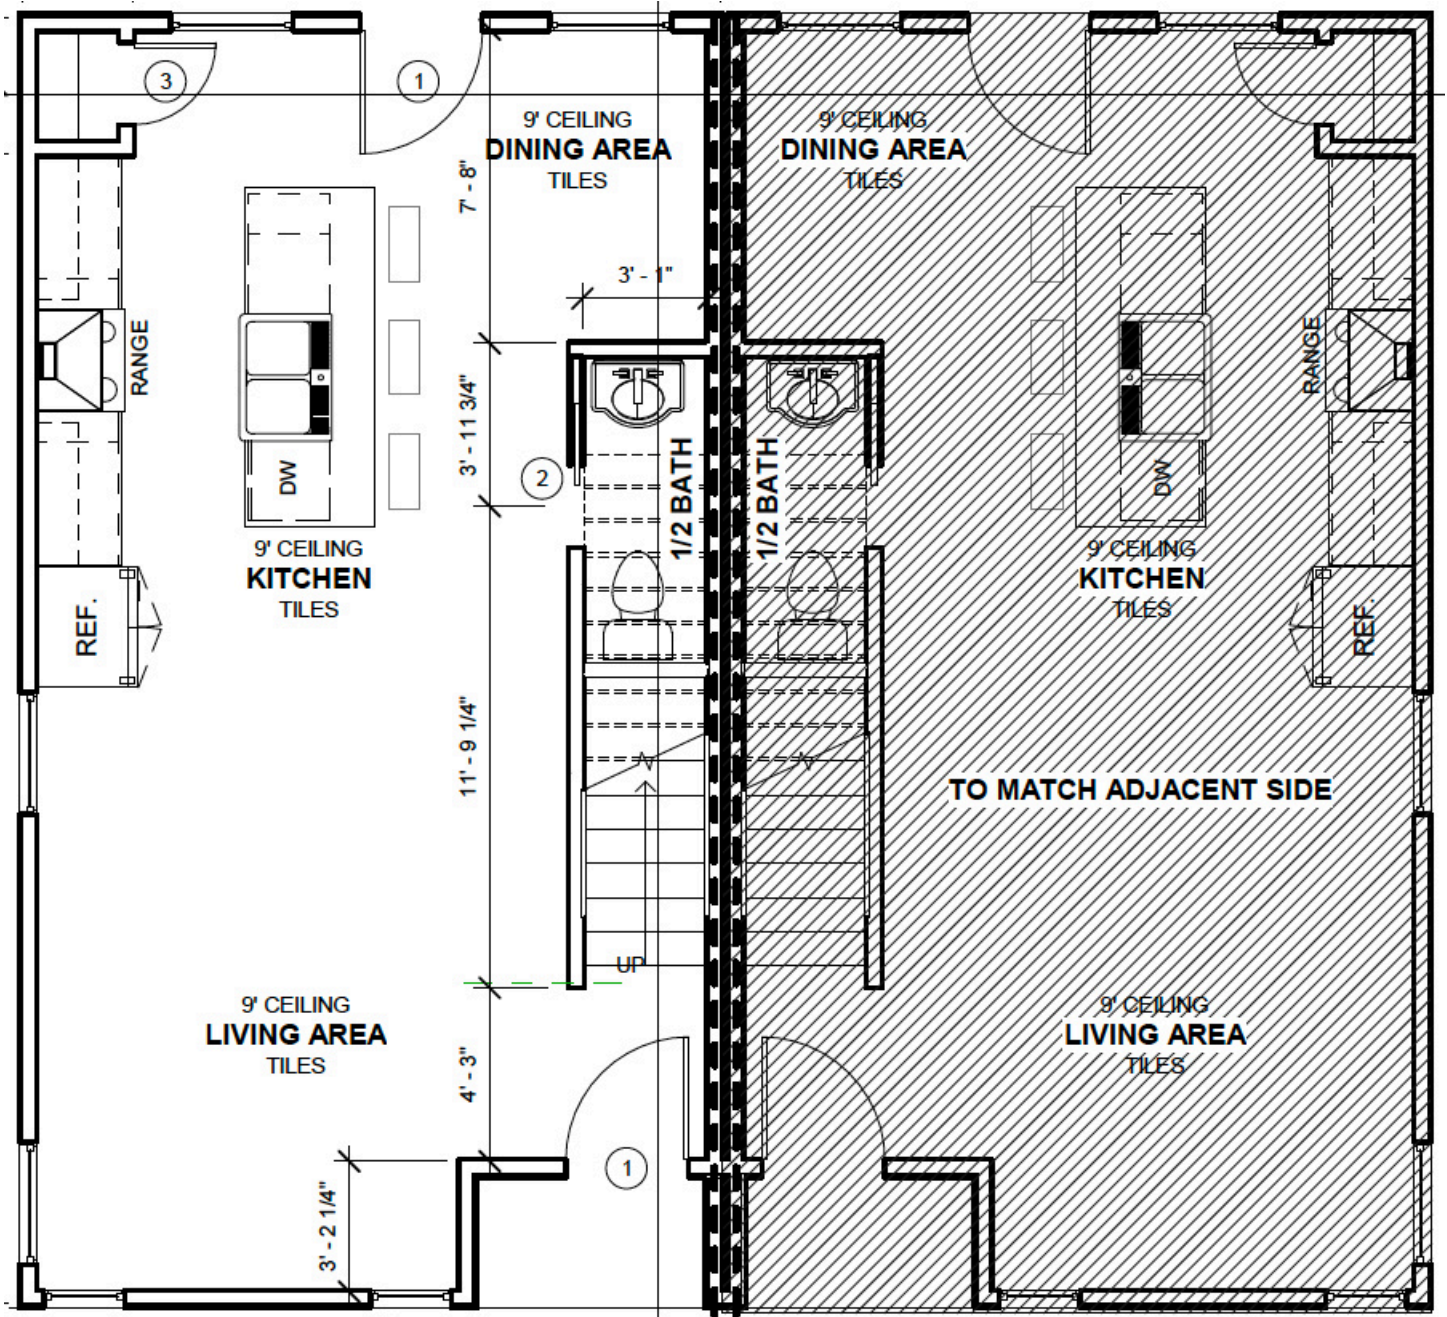 3
1
9' CEILING
DINING AREA
TILES
9' CEILING
DINING AREA
TILES
7' - 8"
3' - 1"
RANGE
RANGE
3' - 11 3/4"
2
1/2 BATH
1/2 BATH
DW
DW
9' CEILING
KITCHEN
TILES
9' CEILING
KITCHEN
TILES
REF.
REF.
11' - 9 1/4"
TO MATCH ADJACENT SIDE
UP
9' CEILING
LIVING AREA
TILES
9' CEILING
LIVING AREA
TILES
4' - 3"
1
3' - 2 1/4"